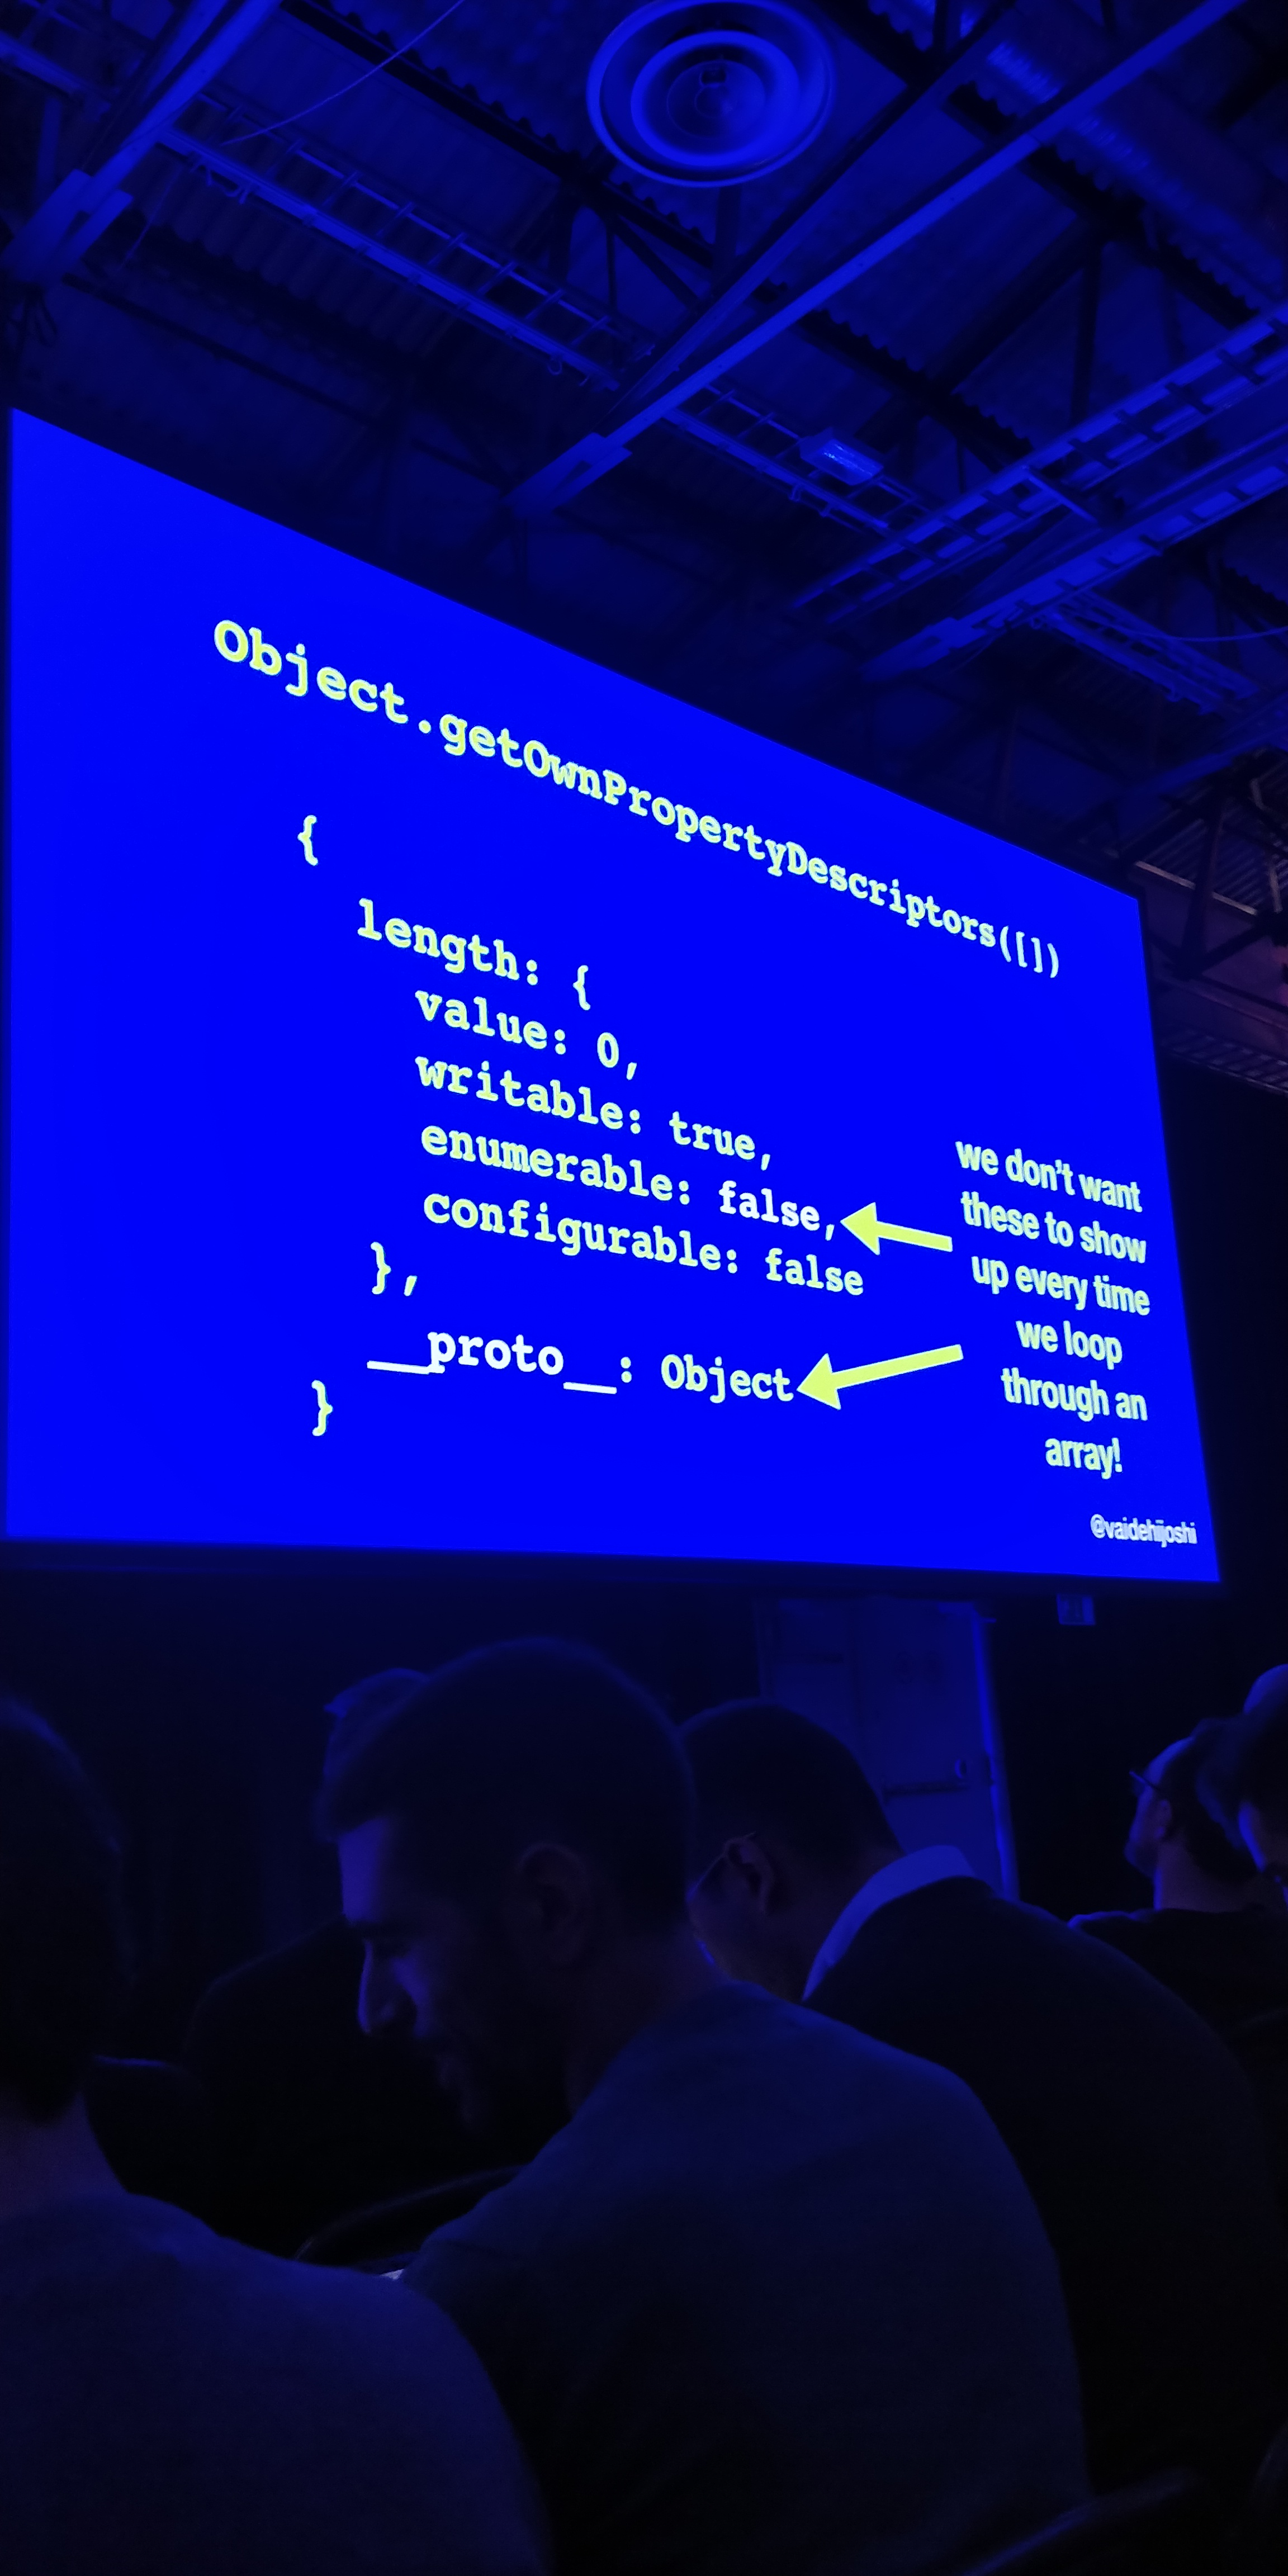 Object.getOwnPropertyDescriptors([])
{
length: {
value: 0,
writable: true,
enumerable: false,
configurable: false
},
__proto__: Object
}
we don't want
these to show
up every time
we loop
through an
array!
@vaidehijoshi